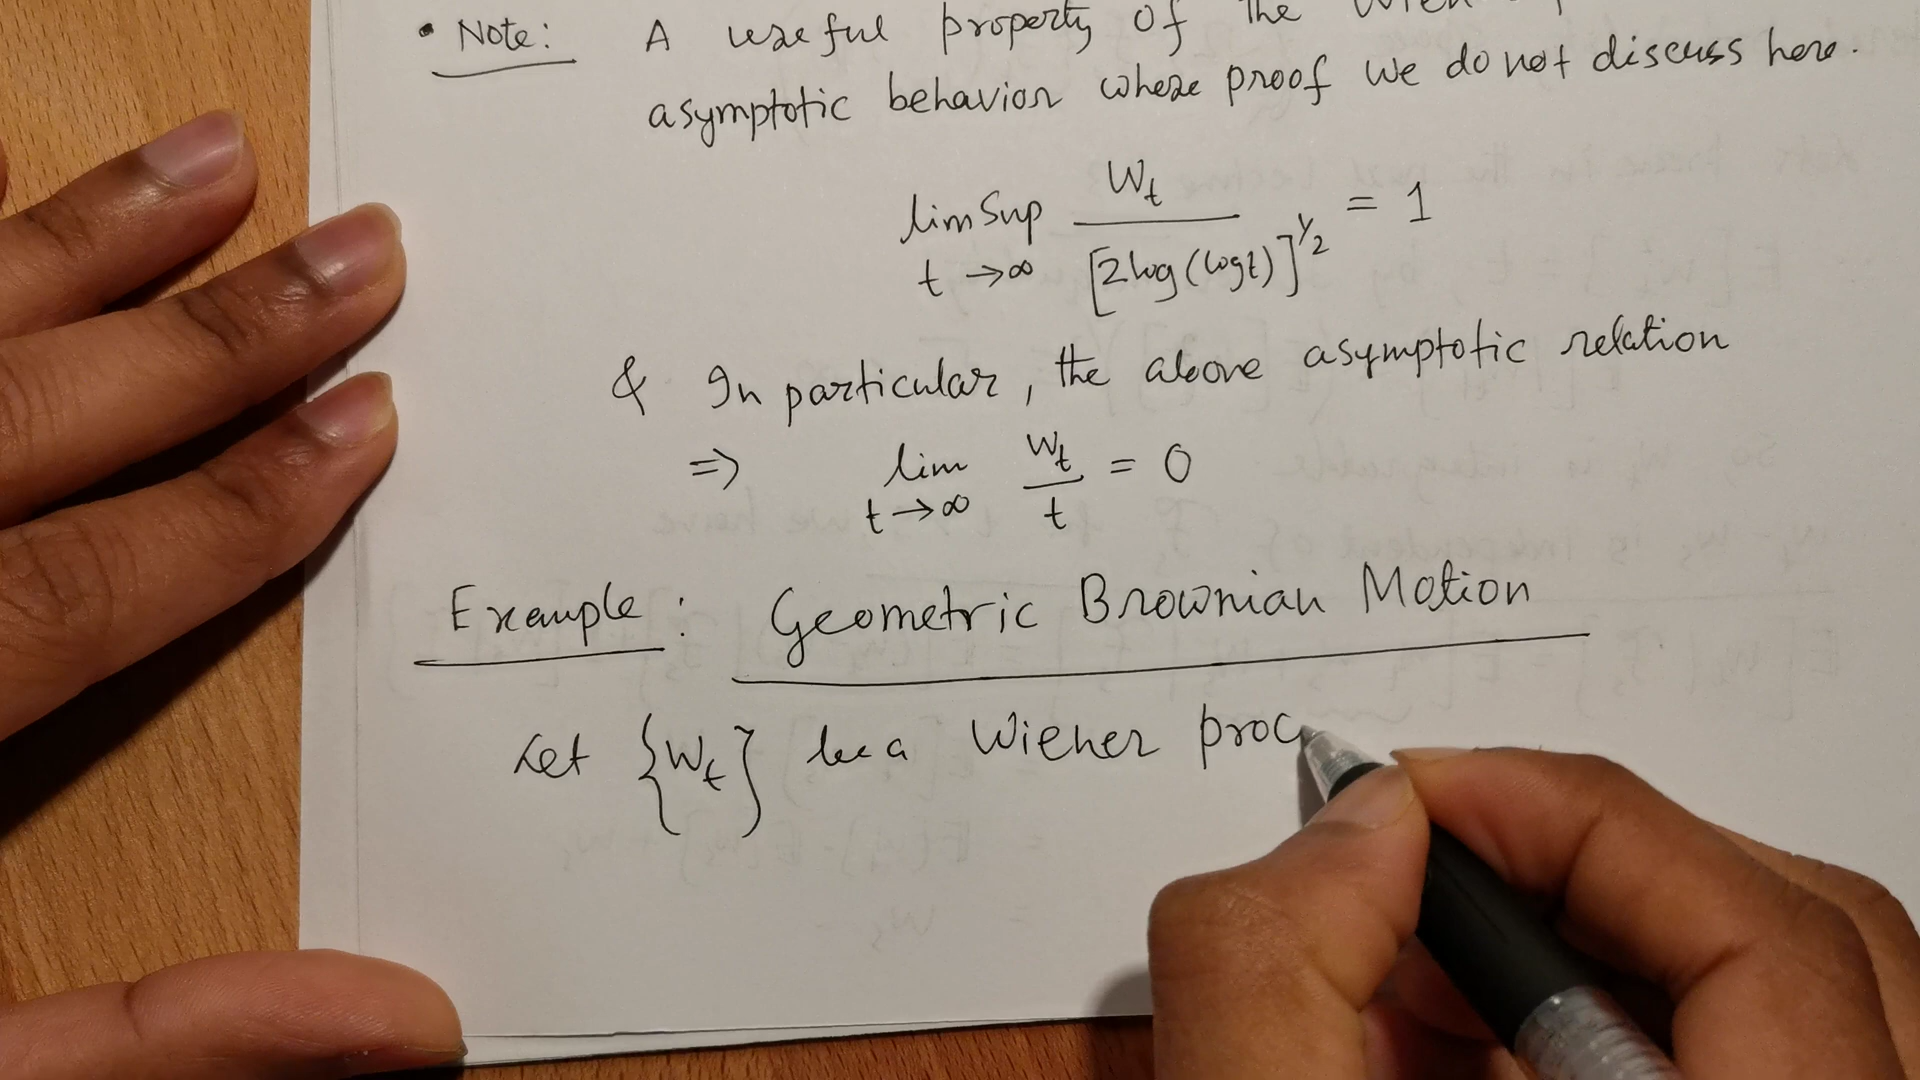 • Note: A useful property of the
asymptotic behavior whose proof we do not discuss here.
lim Sup W_t / [2 log (log t)]^{1/2} = 1
t → ∞
& In particular, the above asymptotic relation
⇒ lim W_t / t = 0
t → ∞
Example: Geometric Brownian Motion
Let {W_t} be a Wiener proc